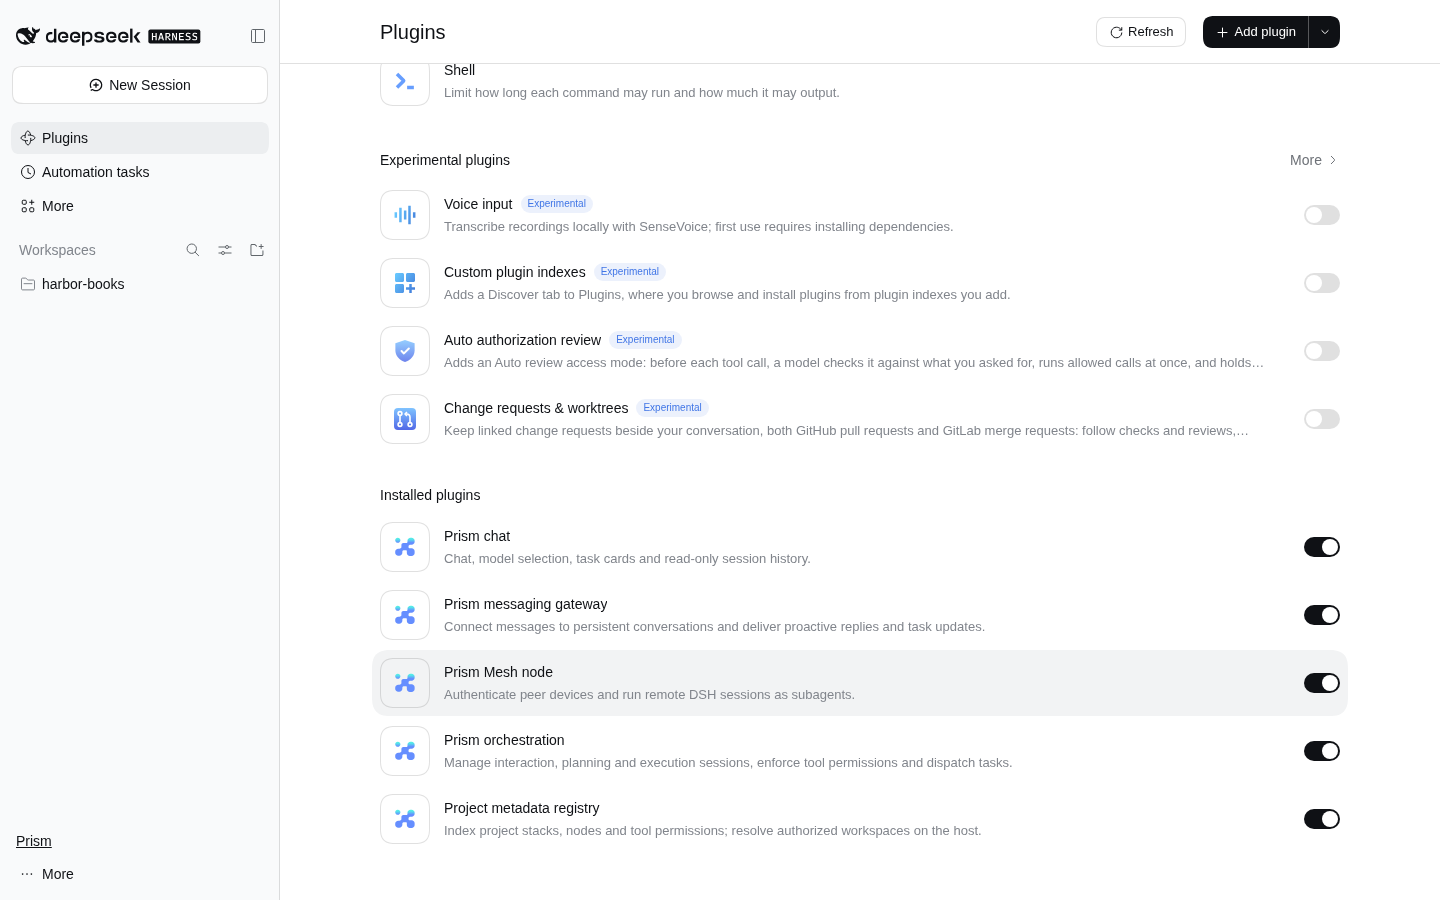 deepseek HARNESS
New Session
Plugins
Automation tasks
More
Workspaces
harbor-books
Prism
More
Plugins
Refresh
Add plugin
Shell
Limit how long each command may run and how much it may output.
Experimental plugins
More
Voice input Experimental
Transcribe recordings locally with SenseVoice; first use requires installing dependencies.
Custom plugin indexes Experimental
Adds a Discover tab to Plugins, where you browse and install plugins from plugin indexes you add.
Auto authorization review Experimental
Adds an Auto review access mode: before each tool call, a model checks it against what you asked for, runs allowed calls at once, and holds…
Change requests & worktrees Experimental
Keep linked change requests beside your conversation, both GitHub pull requests and GitLab merge requests: follow checks and reviews,…
Installed plugins
Prism chat
Chat, model selection, task cards and read-only session history.
Prism messaging gateway
Connect messages to persistent conversations and deliver proactive replies and task updates.
Prism Mesh node
Authenticate peer devices and run remote DSH sessions as subagents.
Prism orchestration
Manage interaction, planning and execution sessions, enforce tool permissions and dispatch tasks.
Project metadata registry
Index project stacks, nodes and tool permissions; resolve authorized workspaces on the host.